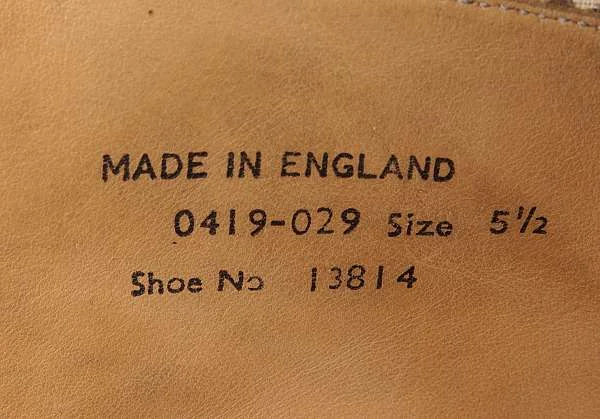 MADE IN ENGLAND
0419-029 Size 5½
Shoe No 13814